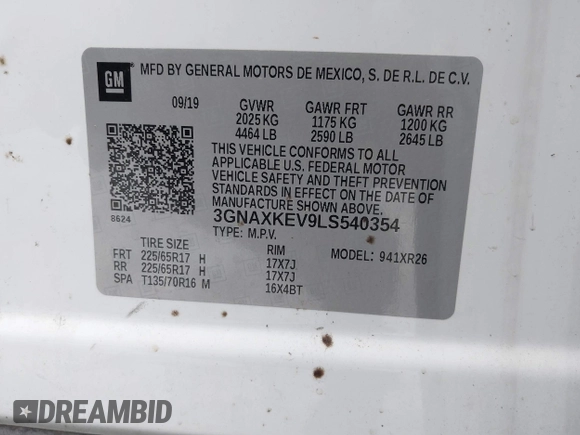 GM
MFD BY GENERAL MOTORS DE MEXICO, S. DE R.L. DE C.V.
09/19 GVWR GAWR FRT GAWR RR
2025 KG 1175 KG 1200 KG
4464 LB 2590 LB 2645 LB
THIS VEHICLE CONFORMS TO ALL
APPLICABLE U.S. FEDERAL MOTOR
VEHICLE SAFETY AND THEFT PREVENTION
STANDARDS IN EFFECT ON THE DATE OF
MANUFACTURE SHOWN ABOVE.
8624 3GNAXKEV9LS540354
TYPE: M.P.V. MODEL: 941XR26
TIRE SIZE RIM
FRT 225/65R17 H 17X7J
RR 225/65R17 H 17X7J
SPA T135/70R16 M 16X4BT
DREAMBID